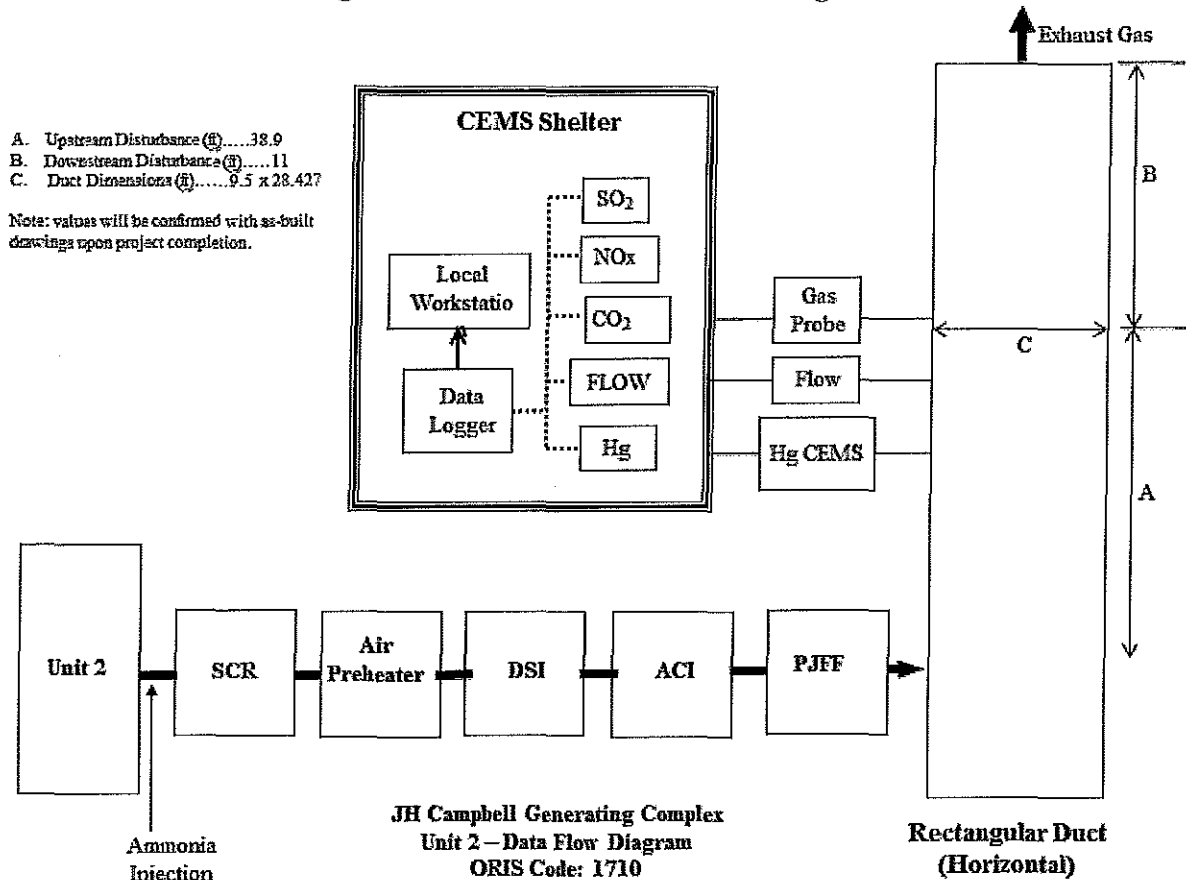 Exhaust Gas
A. Upstream Disturbance (ft).....38.9
B. Downstream Disturbance (ft).....11
C. Duct Dimensions (ft)......9.5 x 28.427
Note: values will be confirmed with as-built
drawings upon project completion.
CEMS Shelter
SO₂
NOx
CO₂
FLOW
Hg
Local
Workstatio
Data
Logger
Gas
Probe
Flow
Hg CEMS
B
C
A
Unit 2
SCR
Air
Preheater
DSI
ACI
PJFF
Ammonia
Injection
JH Campbell Generating Complex
Unit 2 – Data Flow Diagram
ORIS Code: 1710
Rectangular Duct
(Horizontal)